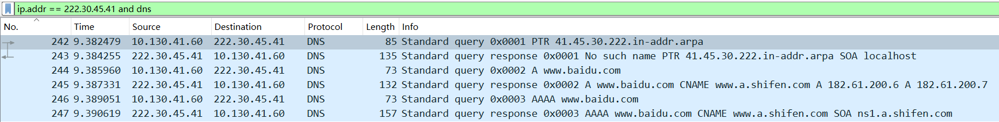 ip.addr == 222.30.45.41 and dns
No. Time Source Destination Protocol Length Info
242 9.382479 10.130.41.60 222.30.45.41 DNS 85 Standard query 0x0001 PTR 41.45.30.222.in-addr.arpa
243 9.384255 222.30.45.41 10.130.41.60 DNS 135 Standard query response 0x0001 No such name PTR 41.45.30.222.in-addr.arpa SOA localhost
244 9.385960 10.130.41.60 222.30.45.41 DNS 73 Standard query 0x0002 A www.baidu.com
245 9.387331 222.30.45.41 10.130.41.60 DNS 132 Standard query response 0x0002 A www.baidu.com CNAME www.a.shifen.com A 182.61.200.6 A 182.61.200.7
246 9.389051 10.130.41.60 222.30.45.41 DNS 73 Standard query 0x0003 AAAA www.baidu.com
247 9.390619 222.30.45.41 10.130.41.60 DNS 157 Standard query response 0x0003 AAAA www.baidu.com CNAME www.a.shifen.com SOA ns1.a.shifen.com